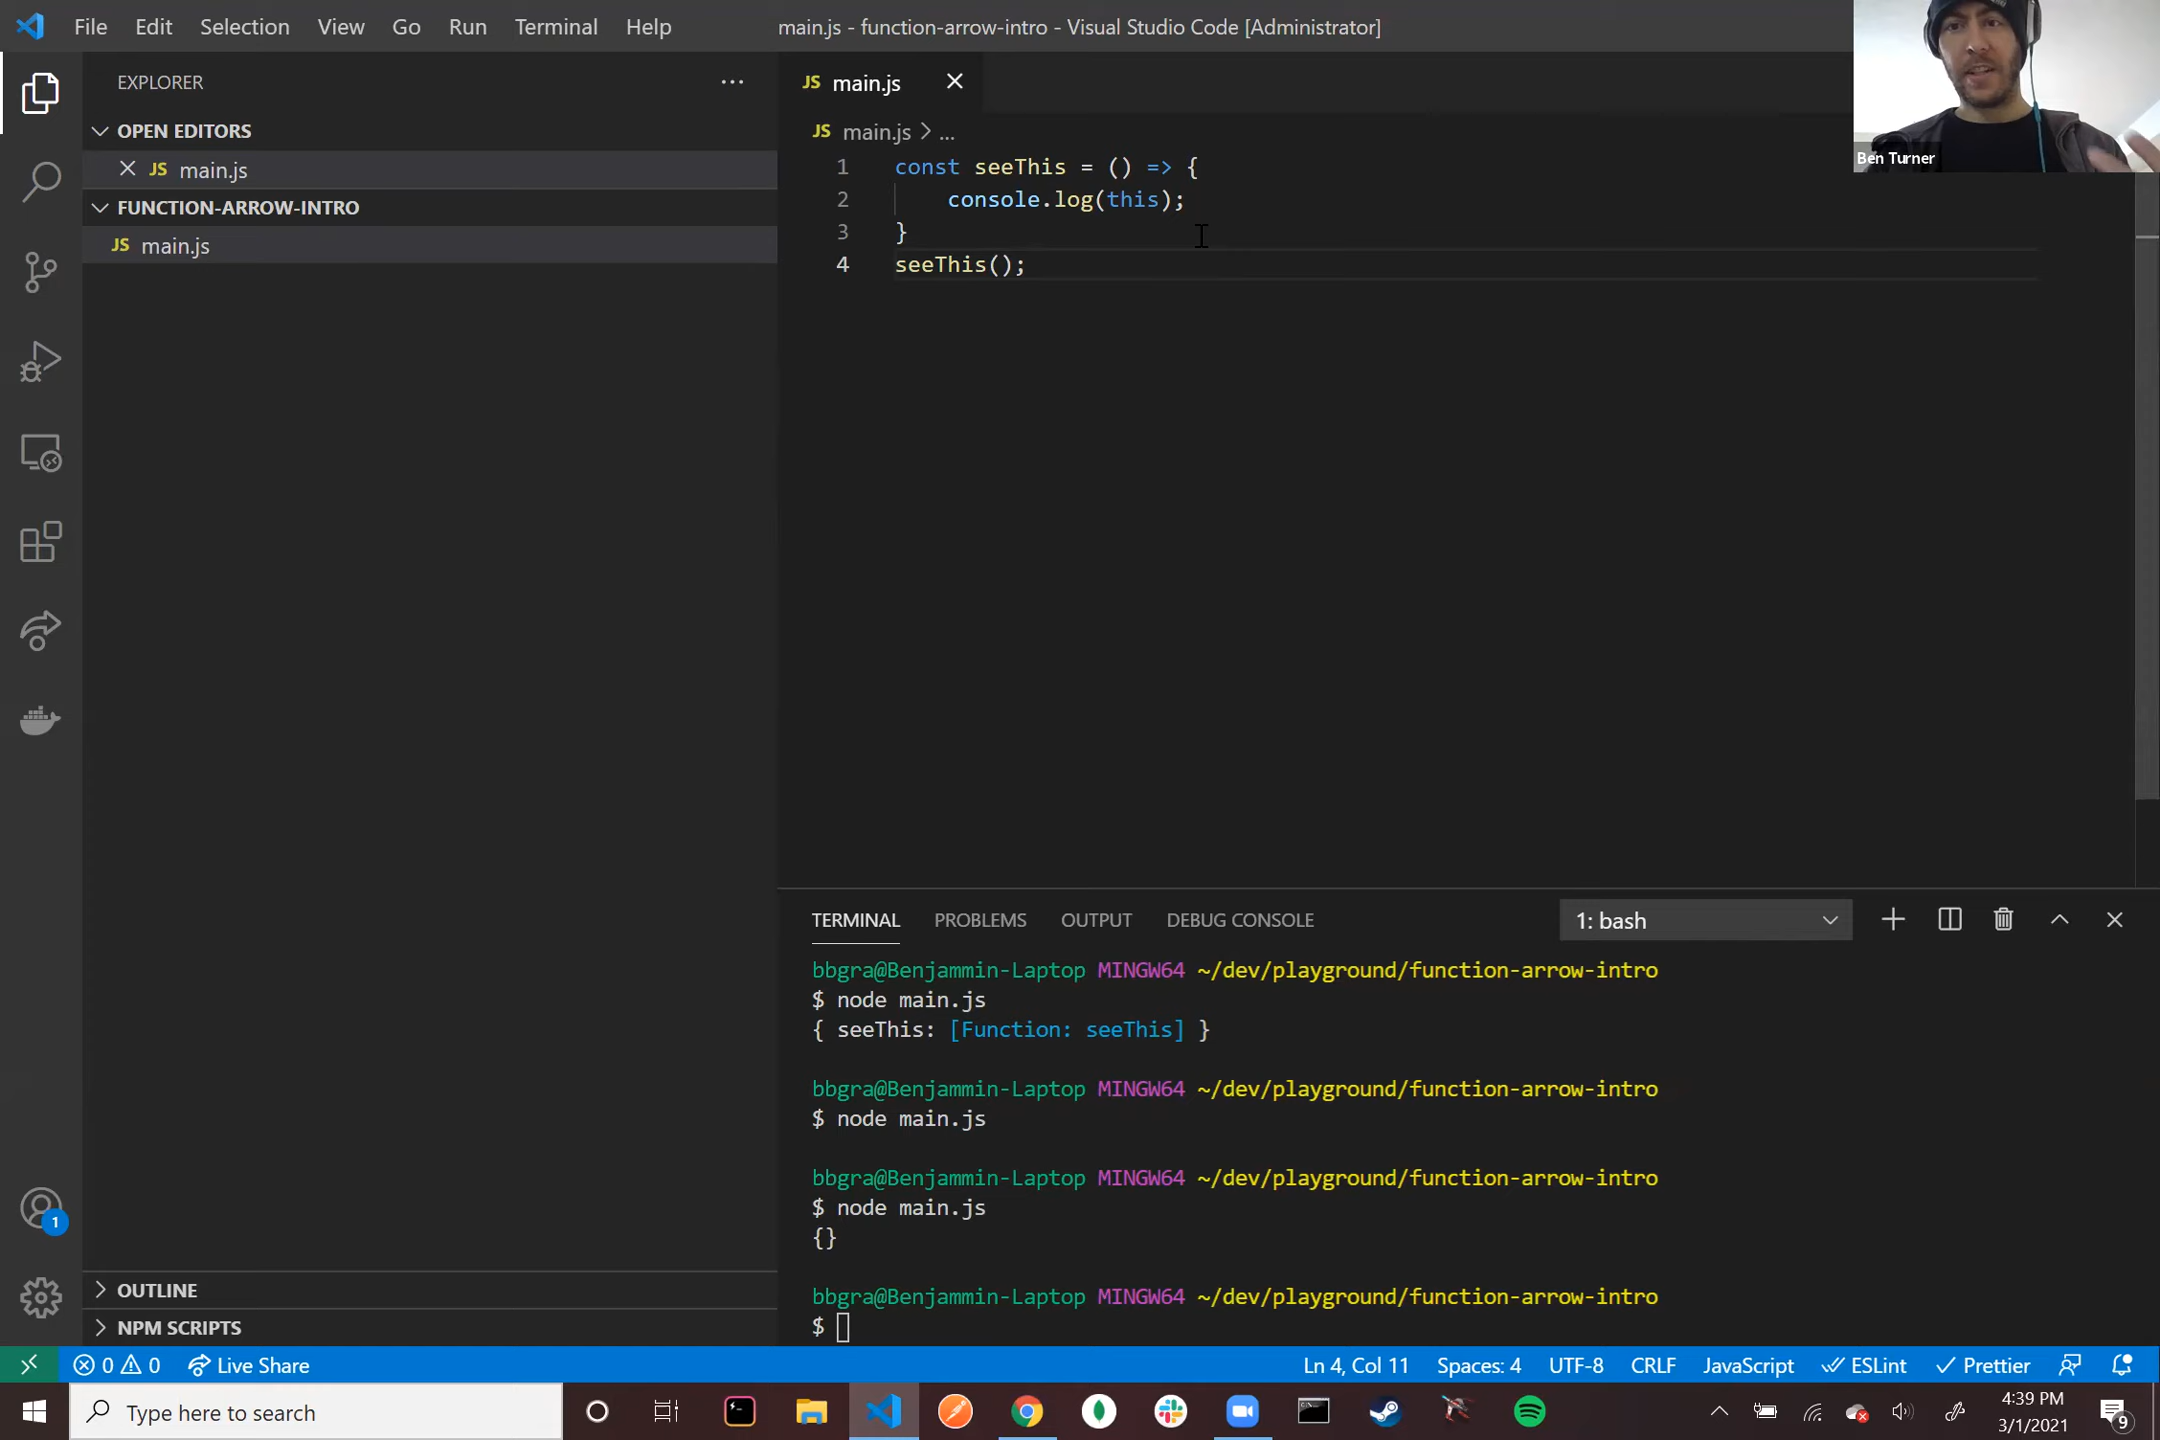 File Edit Selection View Go Run Terminal Help main.js - function-arrow-intro - Visual Studio Code [Administrator]
EXPLORER
OPEN EDITORS
JS main.js
FUNCTION-ARROW-INTRO
JS main.js
OUTLINE
NPM SCRIPTS
1
JS main.js
JS main.js > ...
1 const seeThis = () => {
2 console.log(this);
3 }
4 seeThis();
Ben Turner
TERMINAL PROBLEMS OUTPUT DEBUG CONSOLE 1: bash
bbgra@Benjammin-Laptop MINGW64 ~/dev/playground/function-arrow-intro
$ node main.js
{ seeThis: [Function: seeThis] }
bbgra@Benjammin-Laptop MINGW64 ~/dev/playground/function-arrow-intro
$ node main.js
bbgra@Benjammin-Laptop MINGW64 ~/dev/playground/function-arrow-intro
$ node main.js
{}
bbgra@Benjammin-Laptop MINGW64 ~/dev/playground/function-arrow-intro
$
0 0 Live Share Ln 4, Col 11 Spaces: 4 UTF-8 CRLF JavaScript ESLint Prettier
Type here to search
4:39 PM
3/1/2021
9